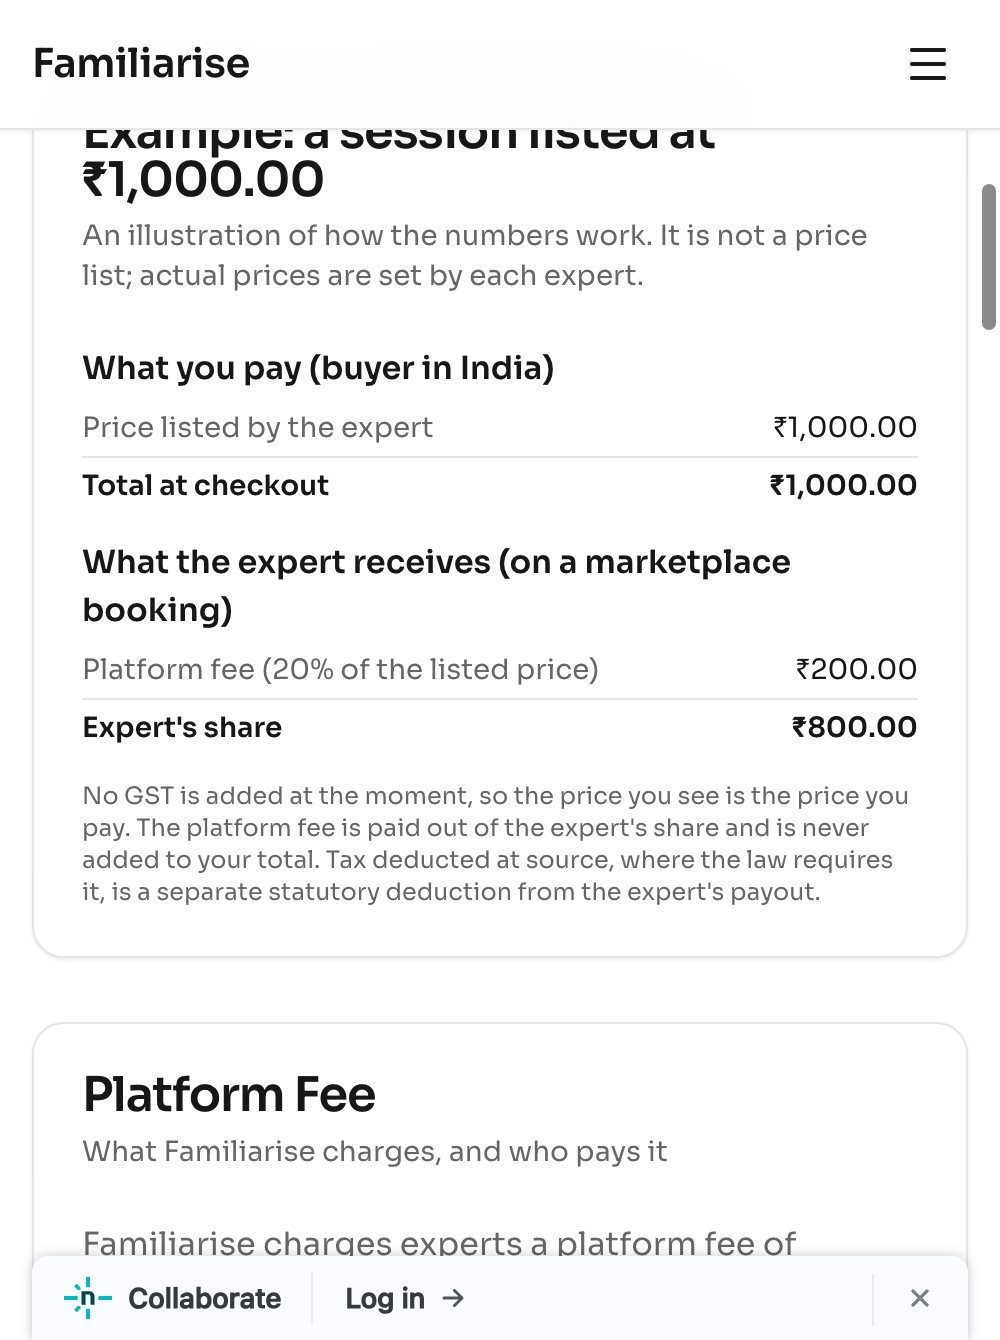 Familiarise
Example: a session listed at
₹1,000.00
An illustration of how the numbers work. It is not a price
list; actual prices are set by each expert.
What you pay (buyer in India)
Price listed by the expert ₹1,000.00
Total at checkout ₹1,000.00
What the expert receives (on a marketplace
booking)
Platform fee (20% of the listed price) ₹200.00
Expert's share ₹800.00
No GST is added at the moment, so the price you see is the price you
pay. The platform fee is paid out of the expert's share and is never
added to your total. Tax deducted at source, where the law requires
it, is a separate statutory deduction from the expert's payout.
Platform Fee
What Familiarise charges, and who pays it
Familiarise charges experts a platform fee of
Collaborate Log in →